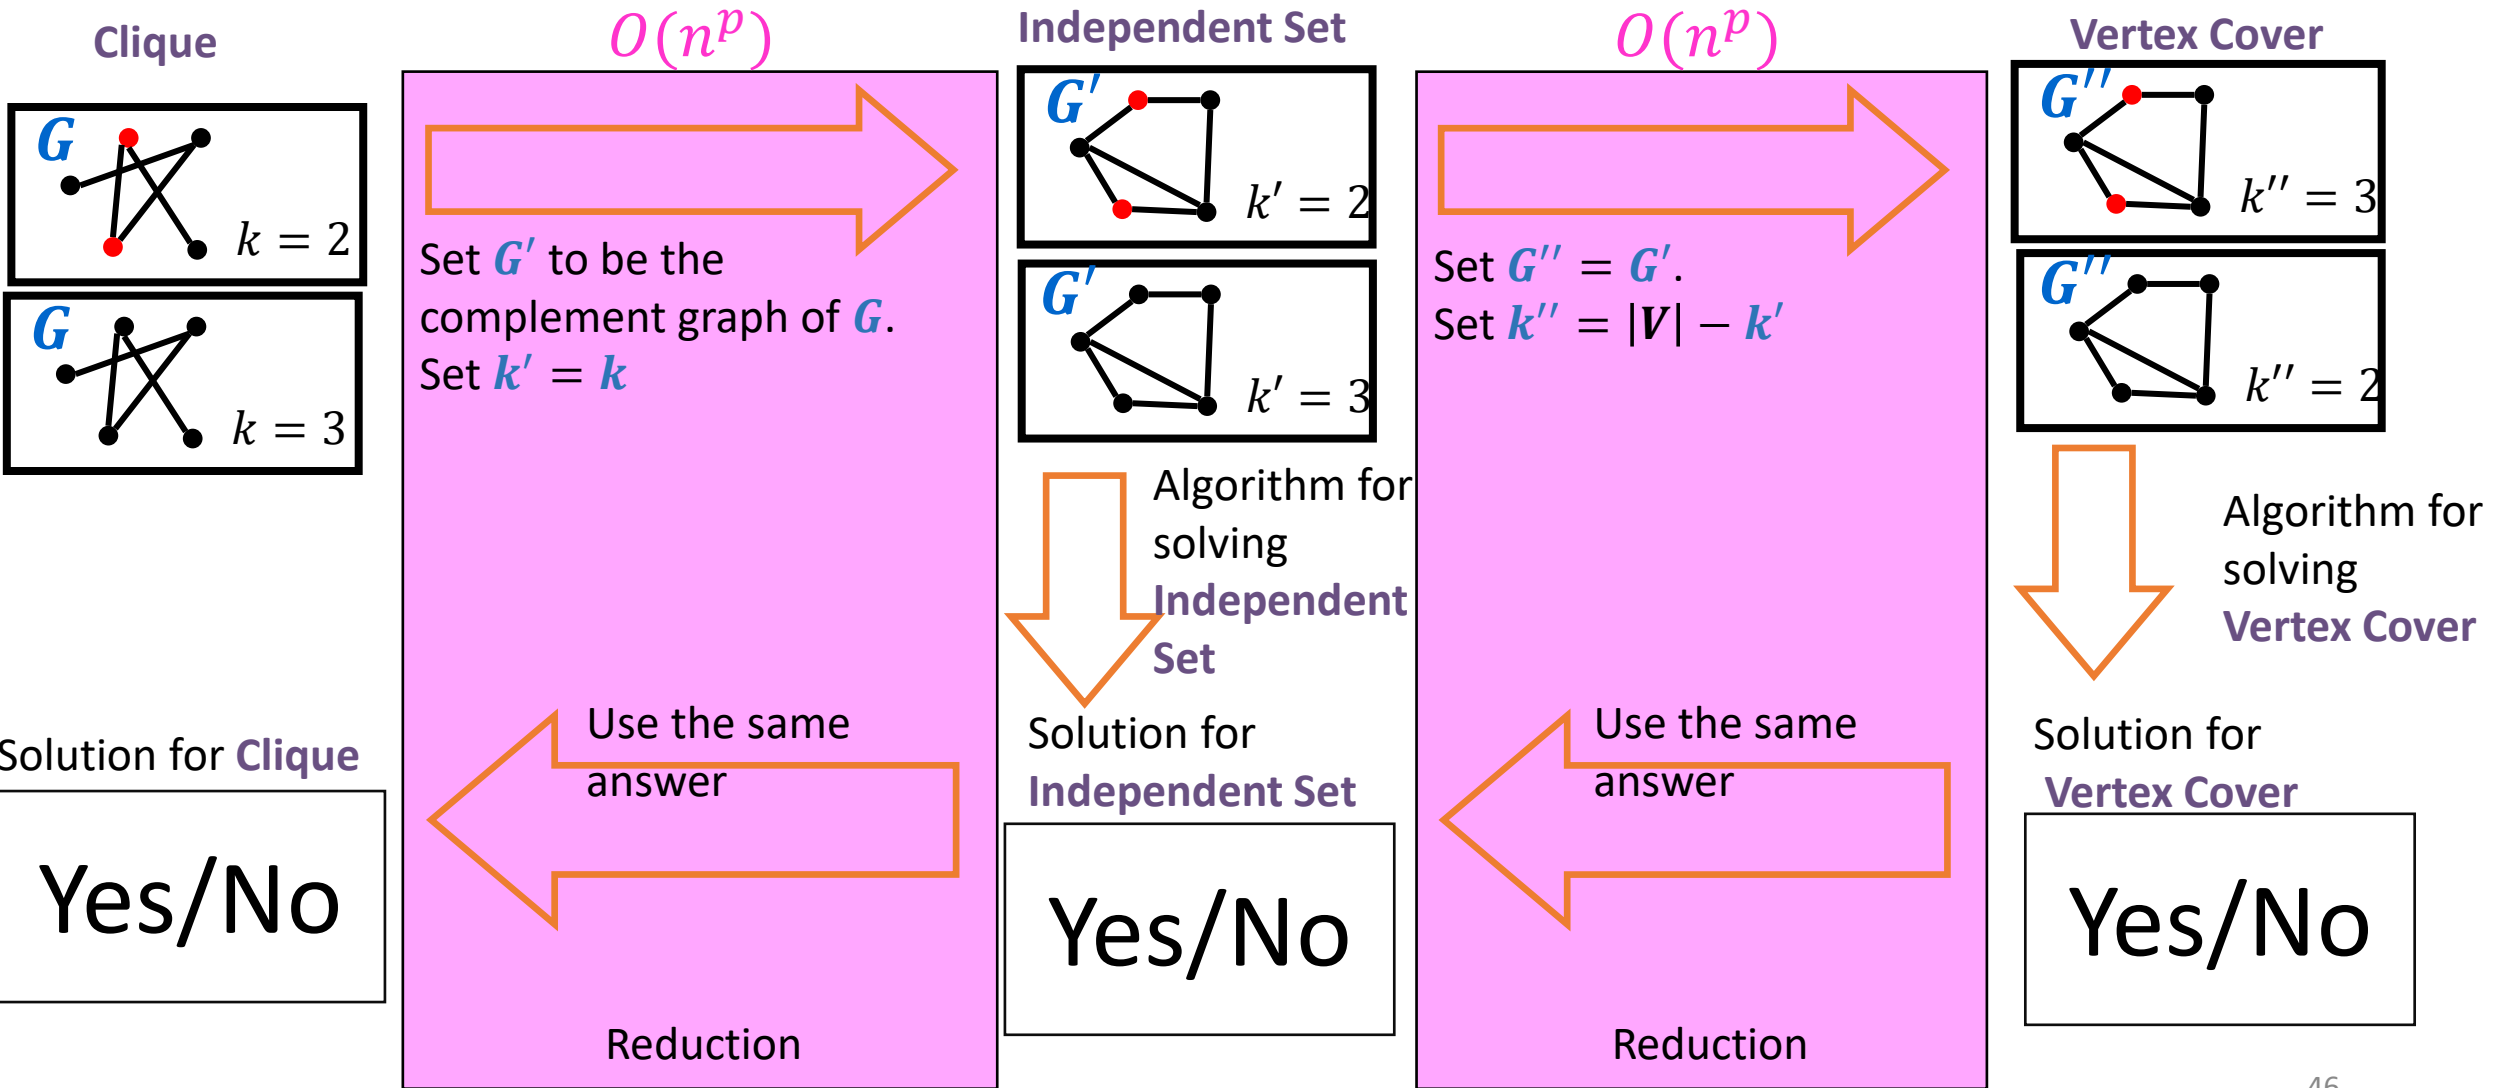 Clique
G
k = 2
G
k = 3
Solution for Clique
Yes/No
O(n^p)
Set G′ to be the
complement graph of G.
Set k′ = k
Use the same
answer
Reduction
Independent Set
G′
k′ = 2
G′
k′ = 3
Algorithm for
solving
Independent
Set
Solution for
Independent Set
Yes/No
O(n^p)
Set G′′ = G′.
Set k′′ = |V| − k′
Use the same
answer
Reduction
Vertex Cover
G′′
k′′ = 3
G′′
k′′ = 2
Algorithm for
solving
Vertex Cover
Solution for
Vertex Cover
Yes/No
46